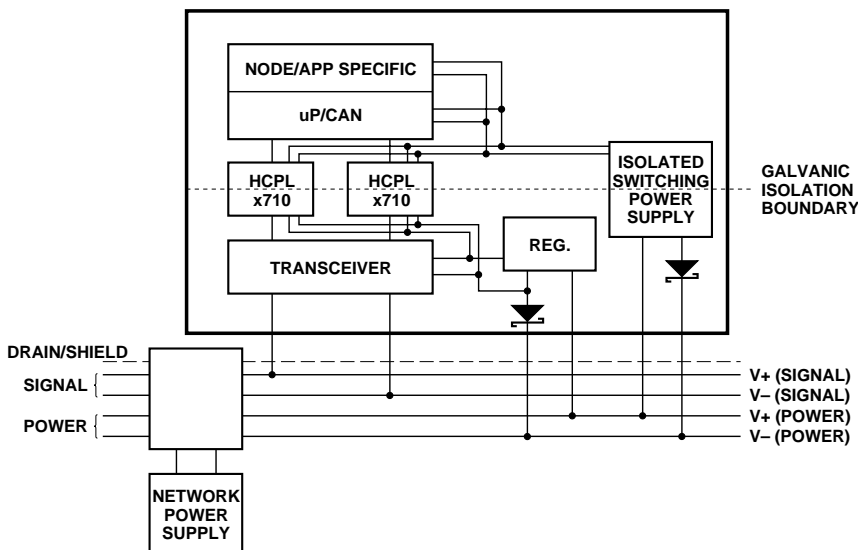 NODE/APP SPECIFIC
uP/CAN
HCPL
x710
HCPL
x710
ISOLATED
SWITCHING
POWER
SUPPLY
GALVANIC
ISOLATION
BOUNDARY
TRANSCEIVER
REG.
DRAIN/SHIELD
SIGNAL
POWER
V+ (SIGNAL)
V– (SIGNAL)
V+ (POWER)
V– (POWER)
NETWORK
POWER
SUPPLY